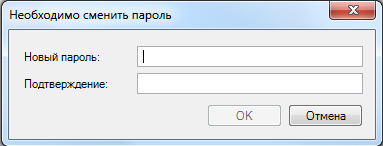 Необходимо сменить пароль
Новый пароль:
Подтверждение:
OK Отмена